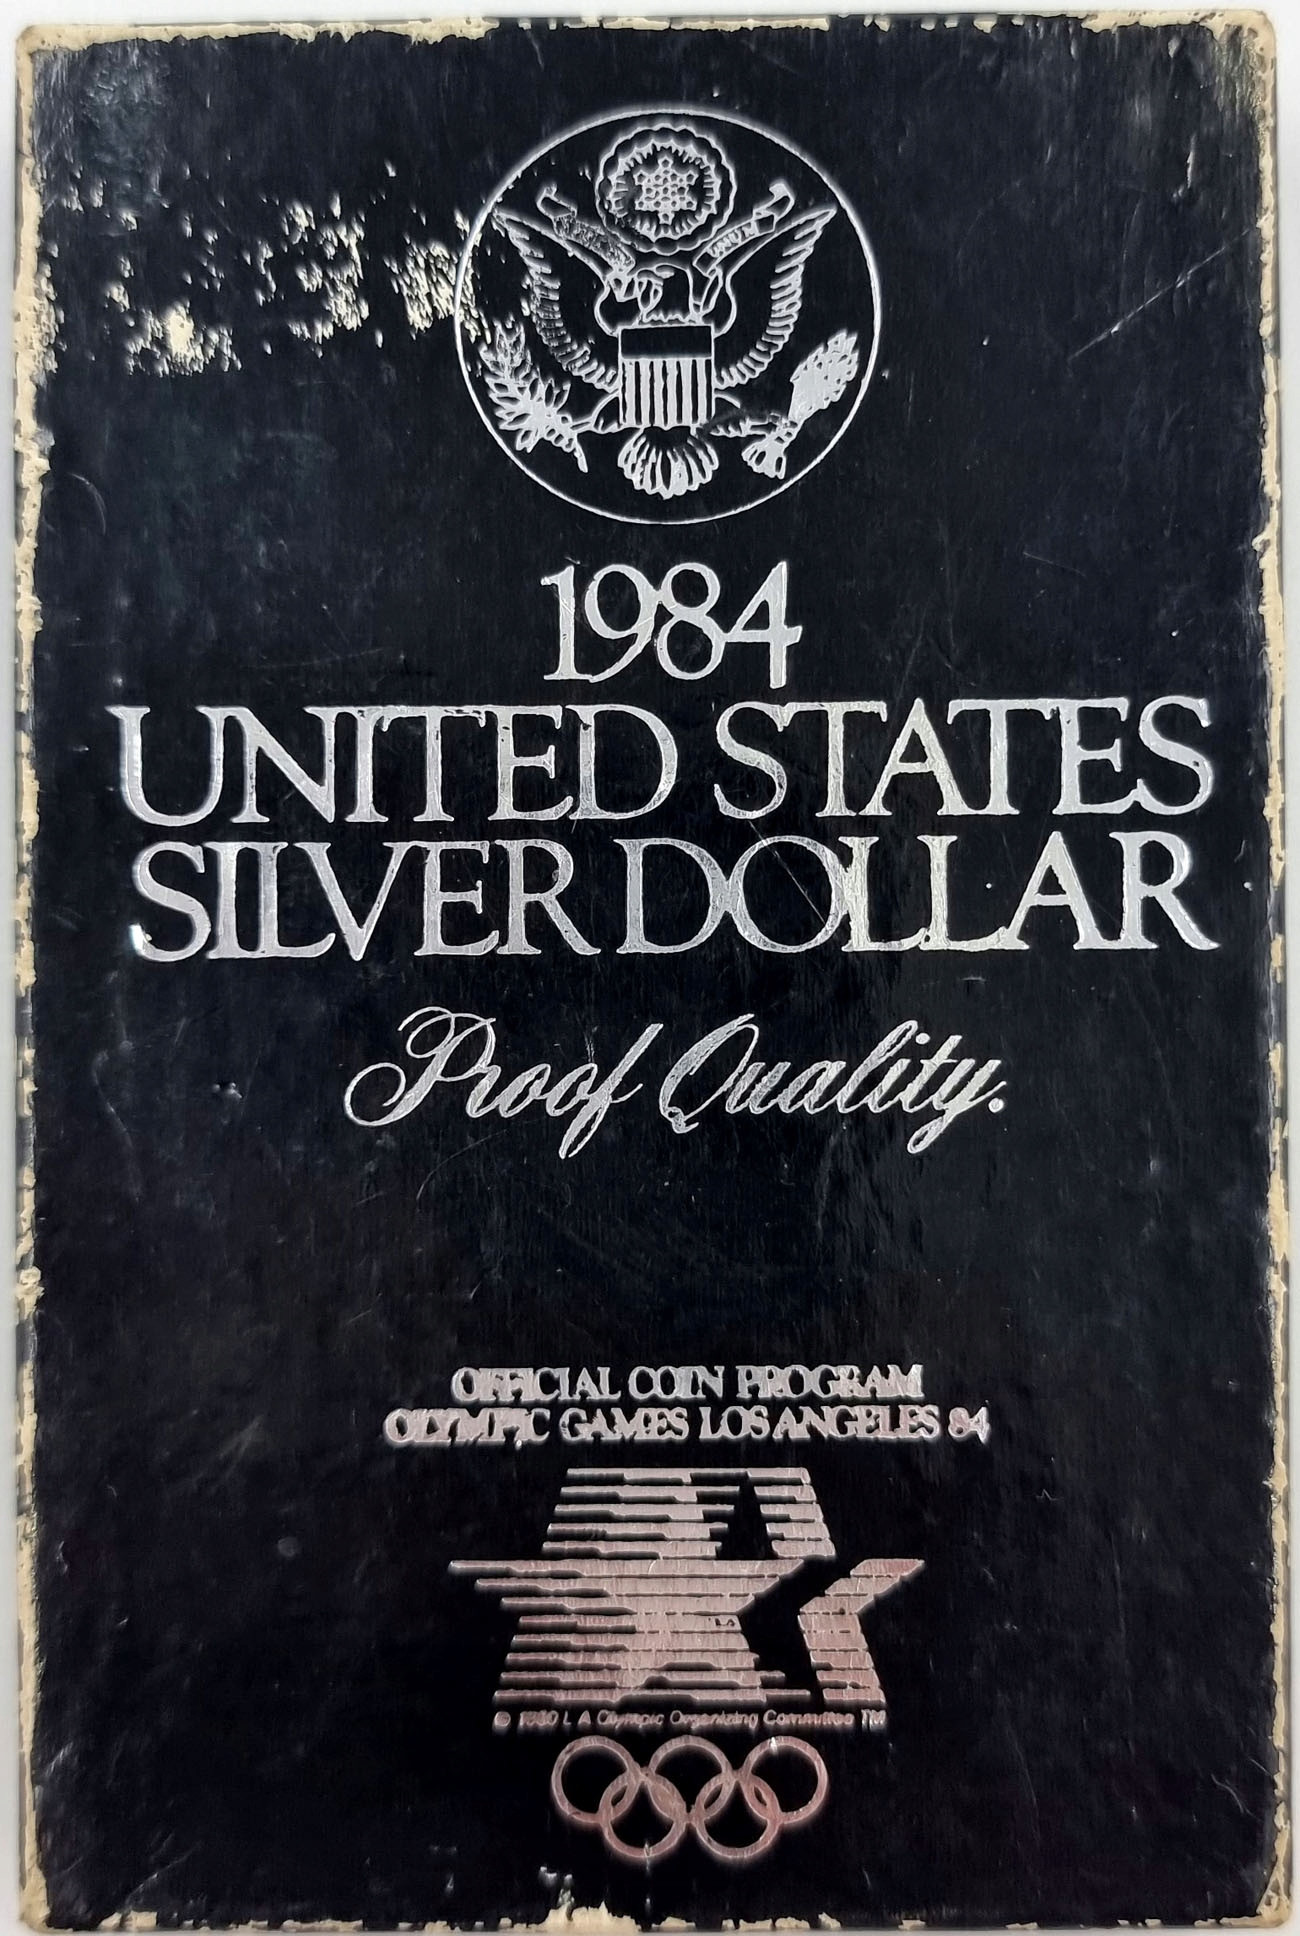 UNUM
1984
UNITED STATES
SILVER DOLLAR
Proof Quality.
OFFICIAL COIN PROGRAM
OLYMPIC GAMES LOS ANGELES 84
© 1980 L A Olympic Organizing Committee TM